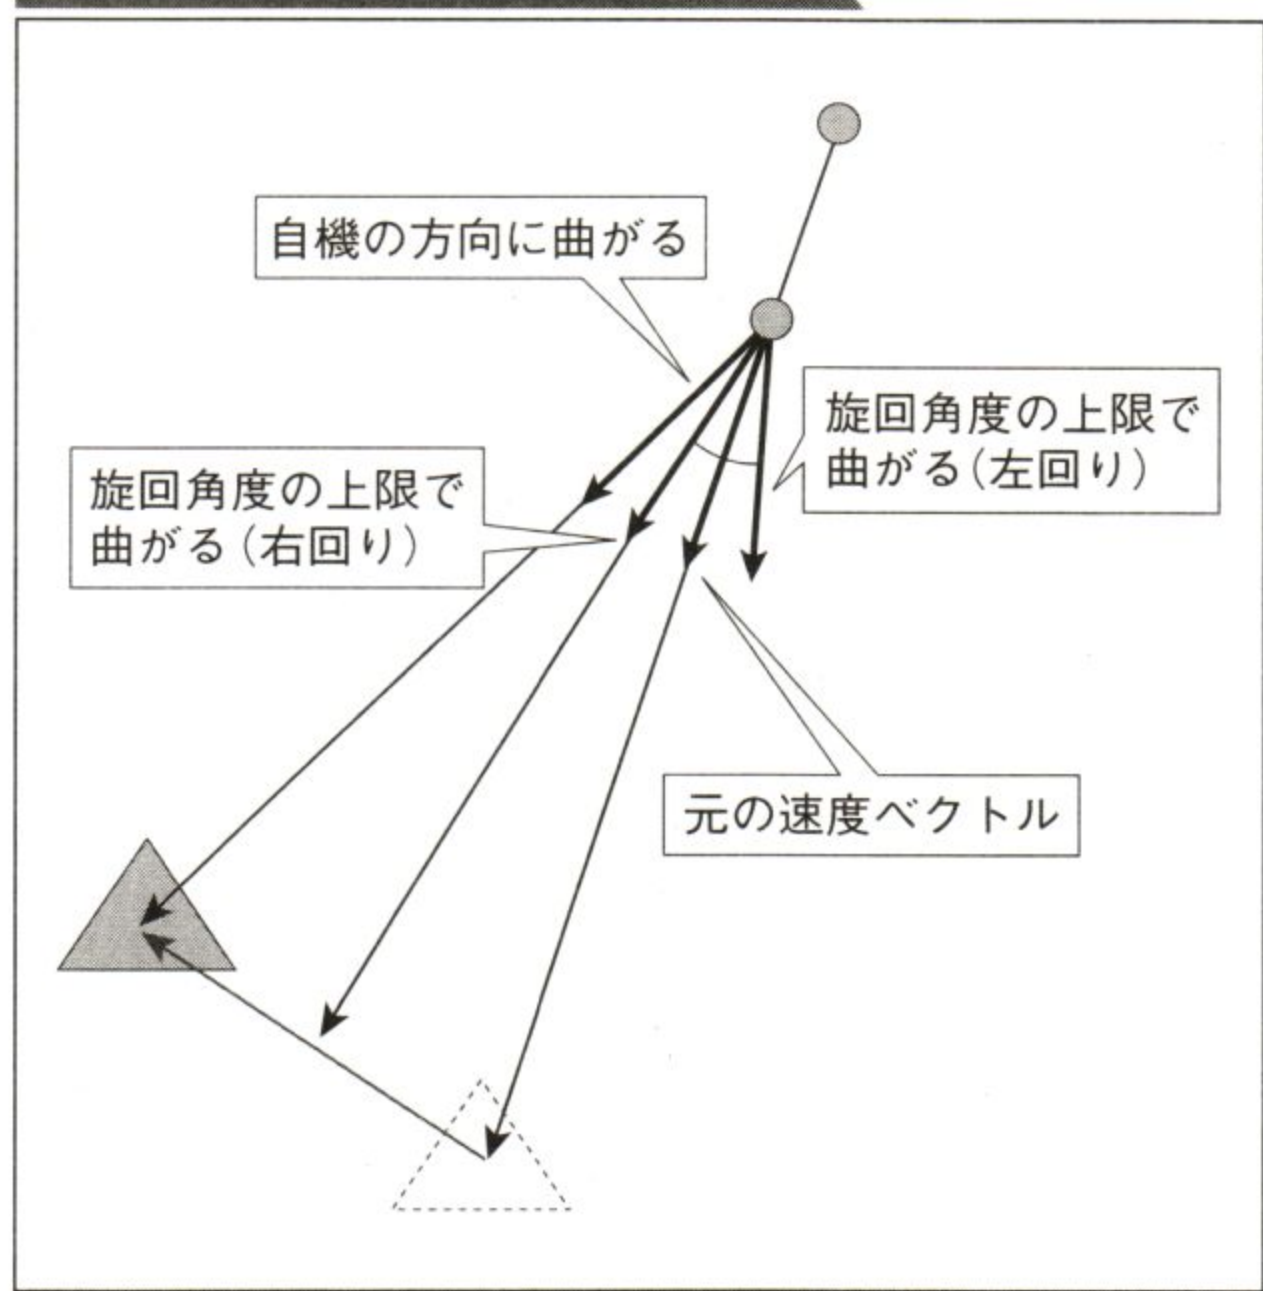 自機の方向に曲がる
旋回角度の上限で
曲がる(左回り)
旋回角度の上限で
曲がる(右回り)
元の速度ベクトル